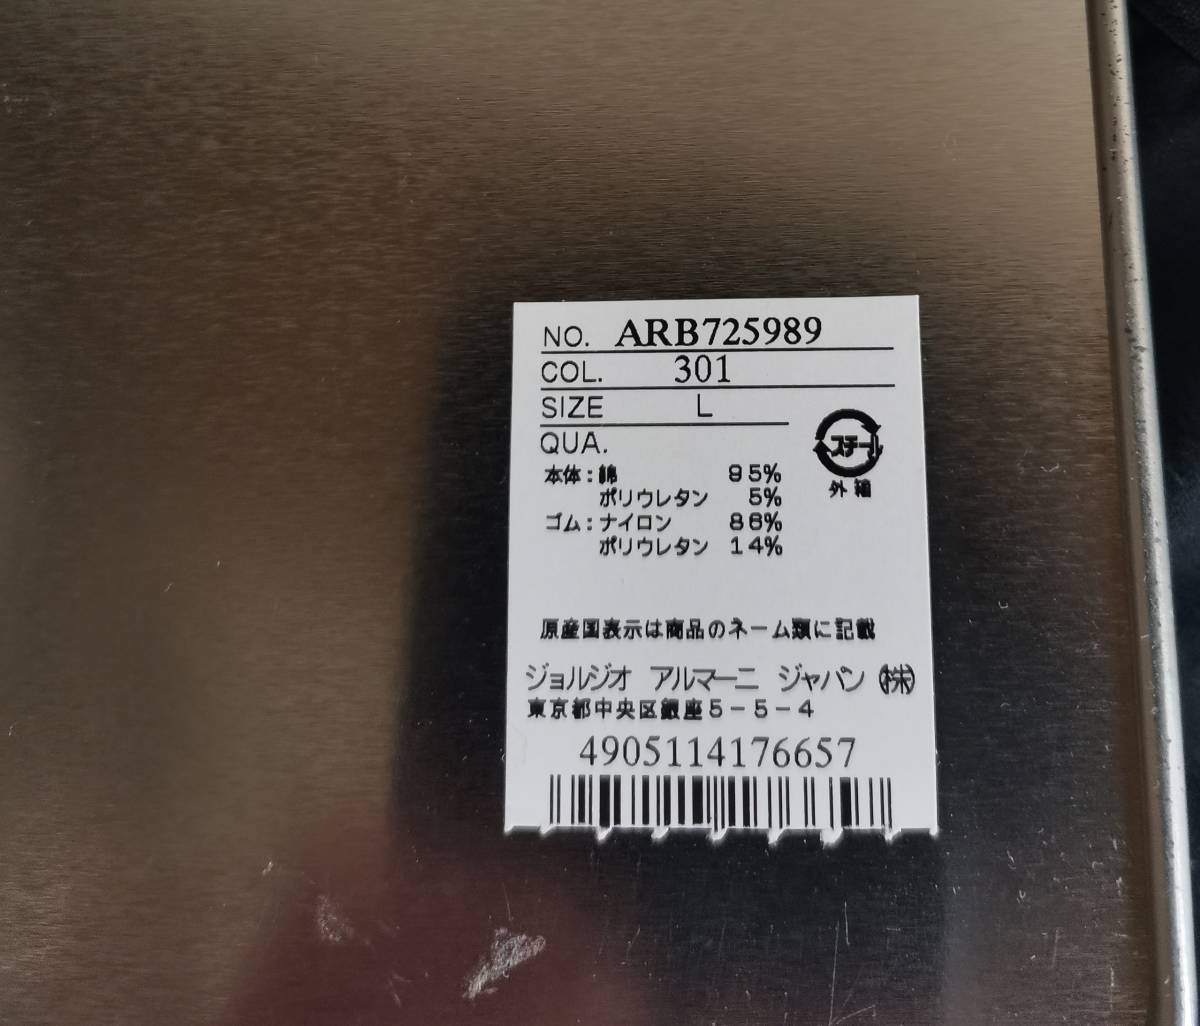 NO. ARB725989
COL. 301
SIZE L
QUA.
本体:綿 95%
ポリウレタン 5%
ゴム:ナイロン 86%
ポリウレタン 14%
スチール
外箱
原産国表示は商品のネーム類に記載
ジョルジオ アルマーニ ジャパン ㈱
東京都中央区銀座5-5-4
4905114176657